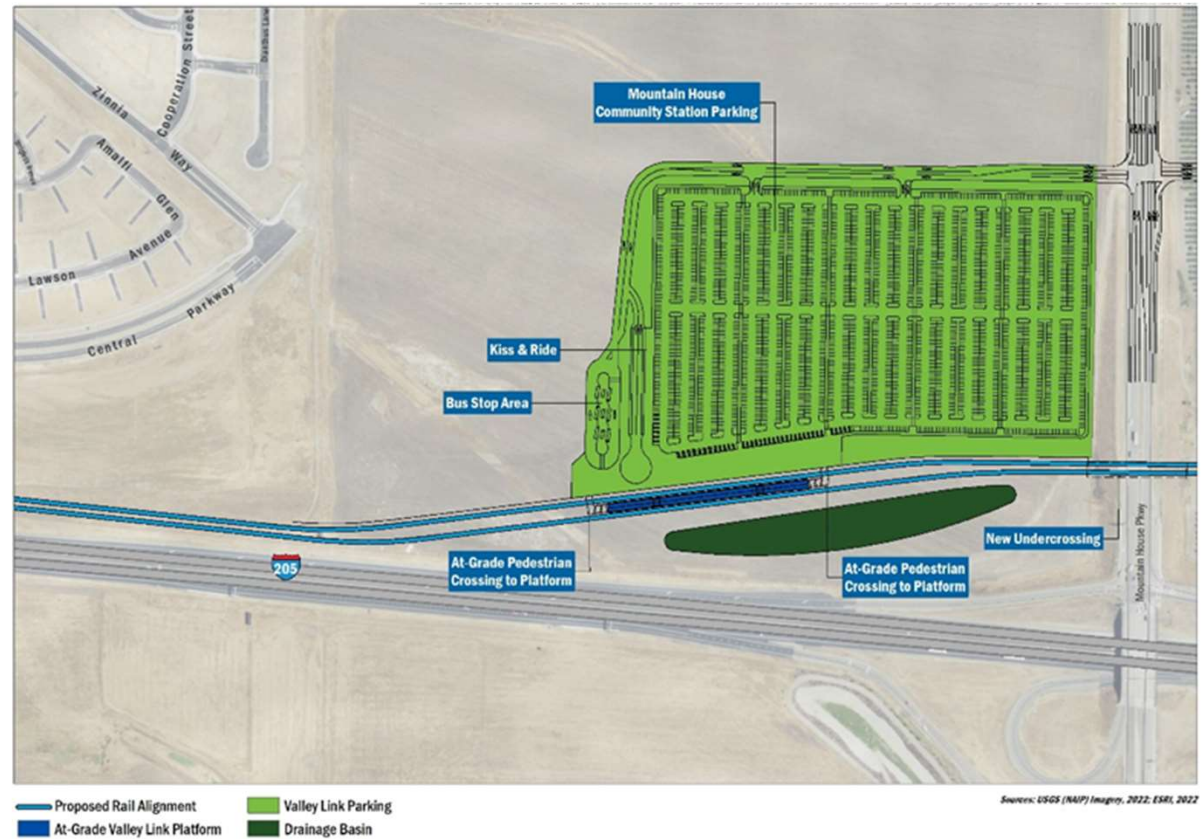 Cooperation Street
Zinnia
Way
Amalfi
Glen
Lawson
Avenue
Central
Parkway
Mountain House
Community Station Parking
Kiss & Ride
Bus Stop Area
205
At-Grade Pedestrian
Crossing to Platform
At-Grade Pedestrian
Crossing to Platform
New Undercrossing
Mountain House Pkwy
Proposed Rail Alignment
Valley Link Parking
At-Grade Valley Link Platform
Drainage Basin
Sources: USGS (NAIP) Imagery, 2022; ESRI, 2022